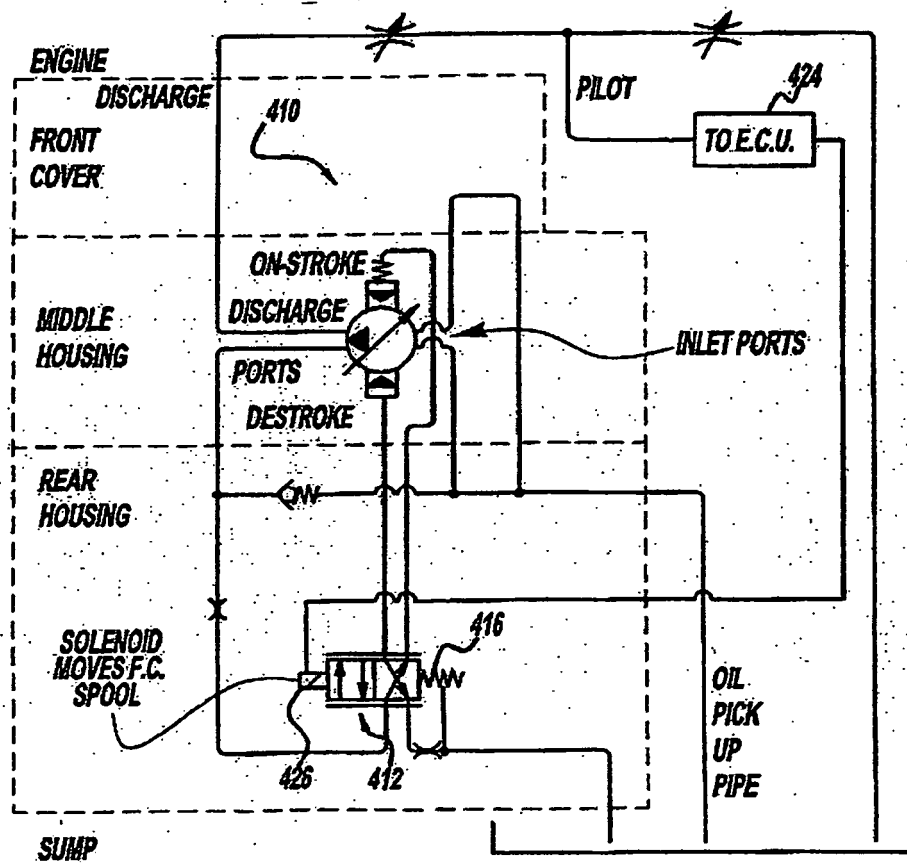 ENGINE
DISCHARGE
FRONT
COVER
410
PILOT
424
TO E.C.U.
ON-STROKE
DISCHARGE
MIDDLE
HOUSING
INLET PORTS
PORTS
DESTROKE
REAR
HOUSING
SOLENOID
MOVES F.C.
SPOOL
416
OIL
PICK
UP
PIPE
426
412
SUMP